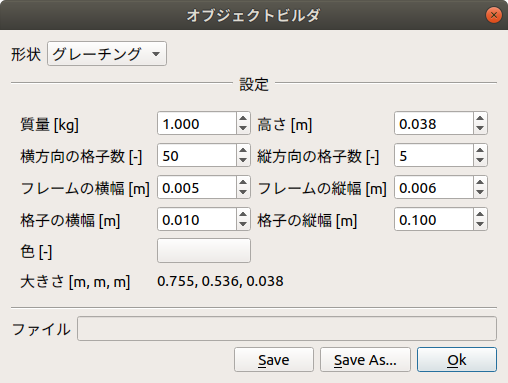 オブジェクトビルダ
形状 グレーチング
設定
質量 [kg] 1.000 高さ [m] 0.038
横方向の格子数 [-] 50 縦方向の格子数 [-] 5
フレームの横幅 [m] 0.005 フレームの縦幅 [m] 0.006
格子の横幅 [m] 0.010 格子の縦幅 [m] 0.100
色 [-]
大きさ [m, m, m] 0.755, 0.536, 0.038
ファイル
Save Save As... Ok